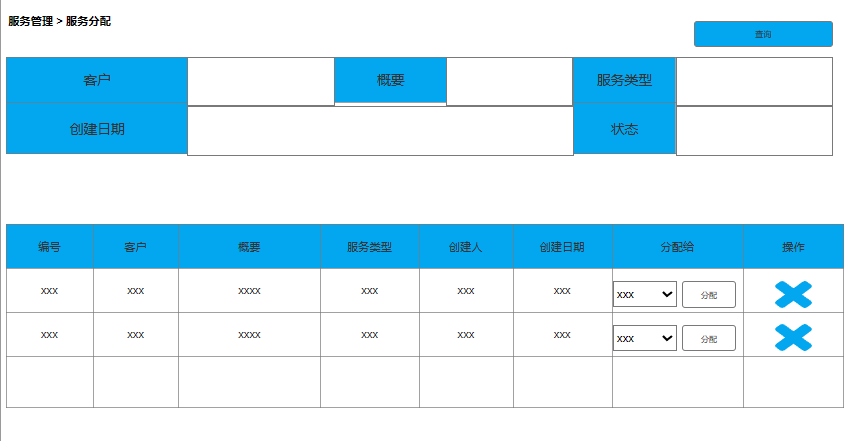 服务管理 > 服务分配
查询
客户 概要 服务类型
创建日期 状态
编号 客户 概要 服务类型 创建人 创建日期 分配给 操作
xxx xxx xxxx xxx xxx xxx xxx 分配
xxx xxx xxxx xxx xxx xxx xxx 分配